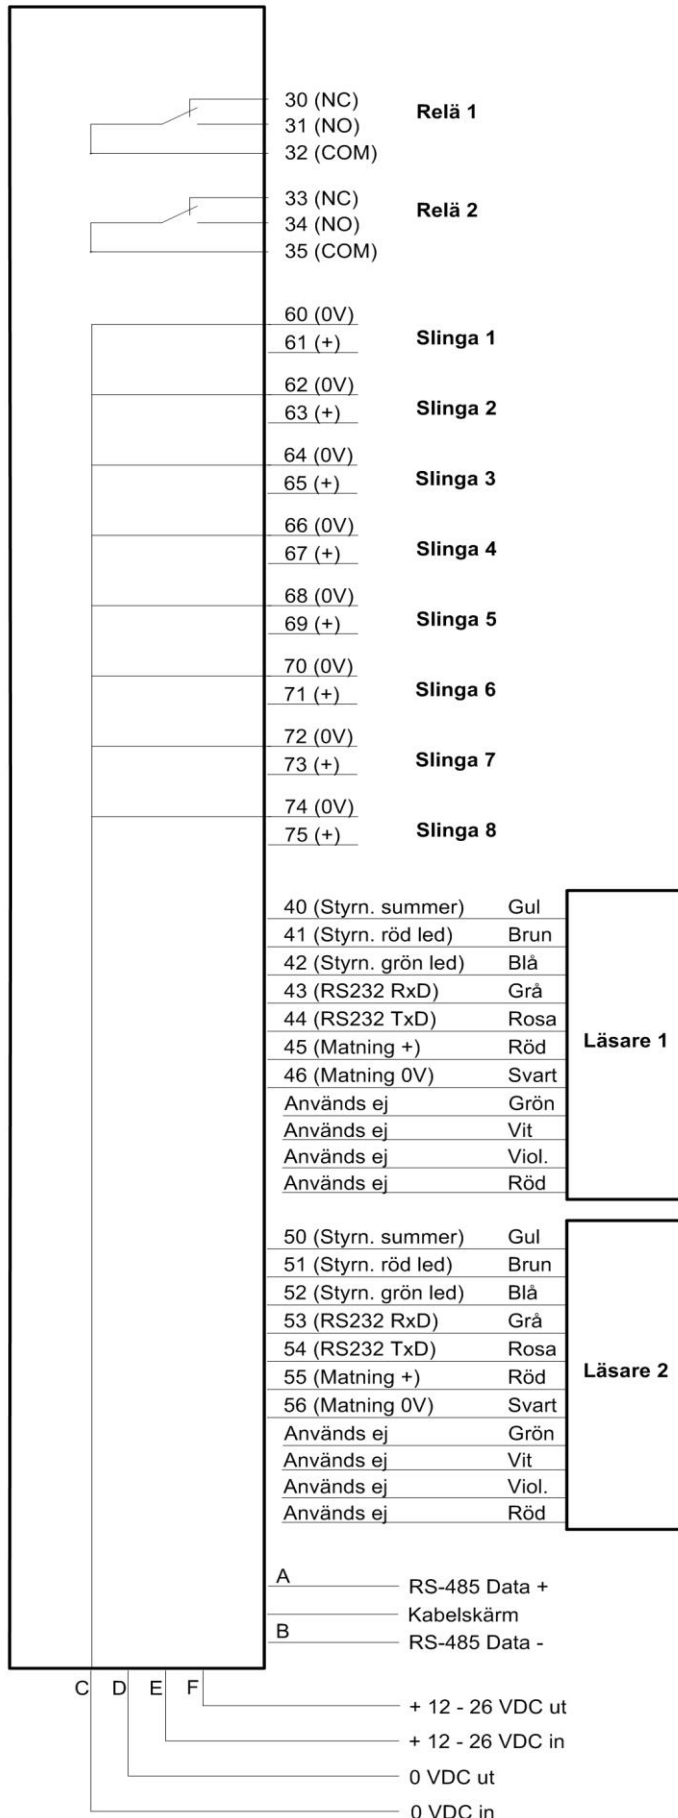 30 (NC)
31 (NO)
32 (COM)
Relä 1
33 (NC)
34 (NO)
35 (COM)
Relä 2
60 (0V)
61 (+)
Slinga 1
62 (0V)
63 (+)
Slinga 2
64 (0V)
65 (+)
Slinga 3
66 (0V)
67 (+)
Slinga 4
68 (0V)
69 (+)
Slinga 5
70 (0V)
71 (+)
Slinga 6
72 (0V)
73 (+)
Slinga 7
74 (0V)
75 (+)
Slinga 8
40 (Styrn. summer) Gul
41 (Styrn. röd led) Brun
42 (Styrn. grön led) Blå
43 (RS232 RxD) Grå
44 (RS232 TxD) Rosa
45 (Matning +) Röd
46 (Matning 0V) Svart
Används ej Grön
Används ej Vit
Används ej Viol.
Används ej Röd
Läsare 1
50 (Styrn. summer) Gul
51 (Styrn. röd led) Brun
52 (Styrn. grön led) Blå
53 (RS232 RxD) Grå
54 (RS232 TxD) Rosa
55 (Matning +) Röd
56 (Matning 0V) Svart
Används ej Grön
Används ej Vit
Används ej Viol.
Används ej Röd
Läsare 2
A RS-485 Data +
Kabelskärm
B RS-485 Data -
C D E F
+ 12 - 26 VDC ut
+ 12 - 26 VDC in
0 VDC ut
0 VDC in